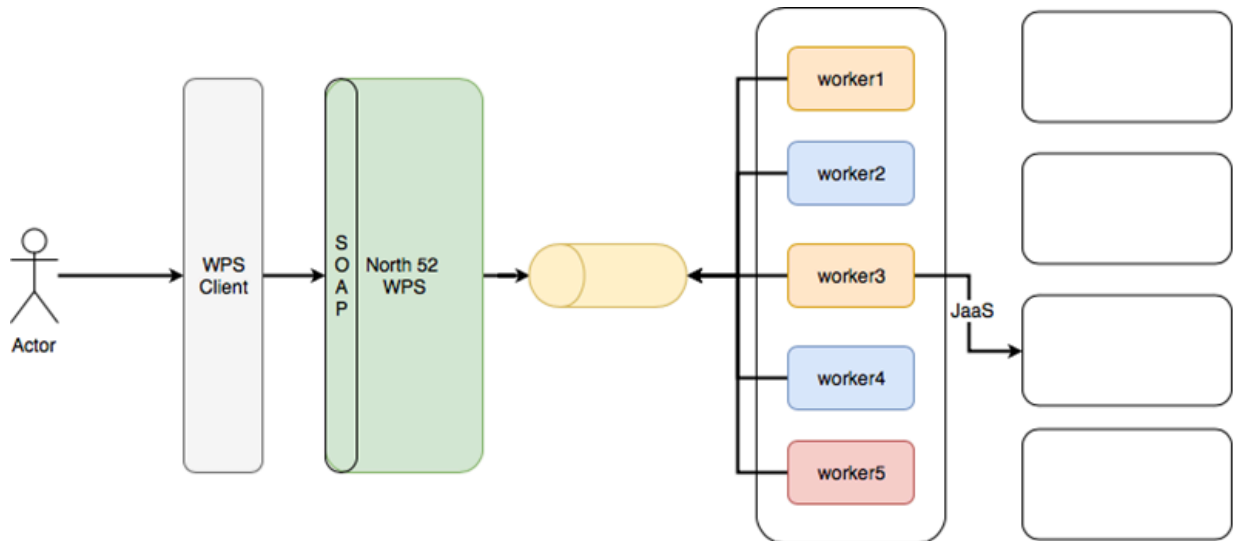 Actor
WPS
Client
S
O
A
P
North 52
WPS
worker1
worker2
worker3
worker4
worker5
JaaS